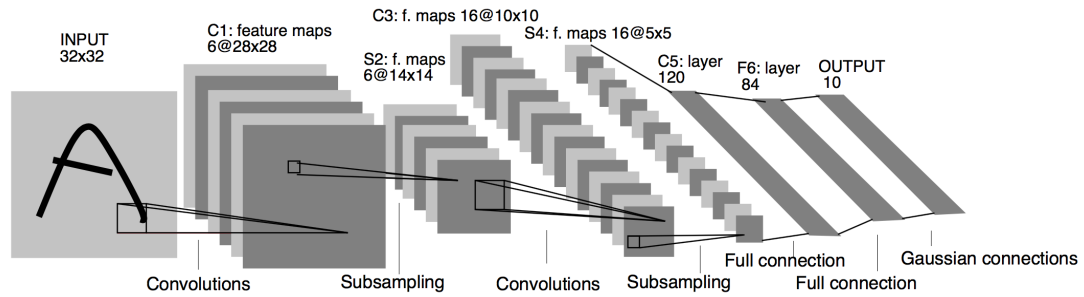 INPUT
32x32
C1: feature maps
6@28x28
S2: f. maps
6@14x14
C3: f. maps 16@10x10
S4: f. maps 16@5x5
C5: layer
120
F6: layer
84
OUTPUT
10
Convolutions
Subsampling
Convolutions
Subsampling
Full connection
Full connection
Gaussian connections
A